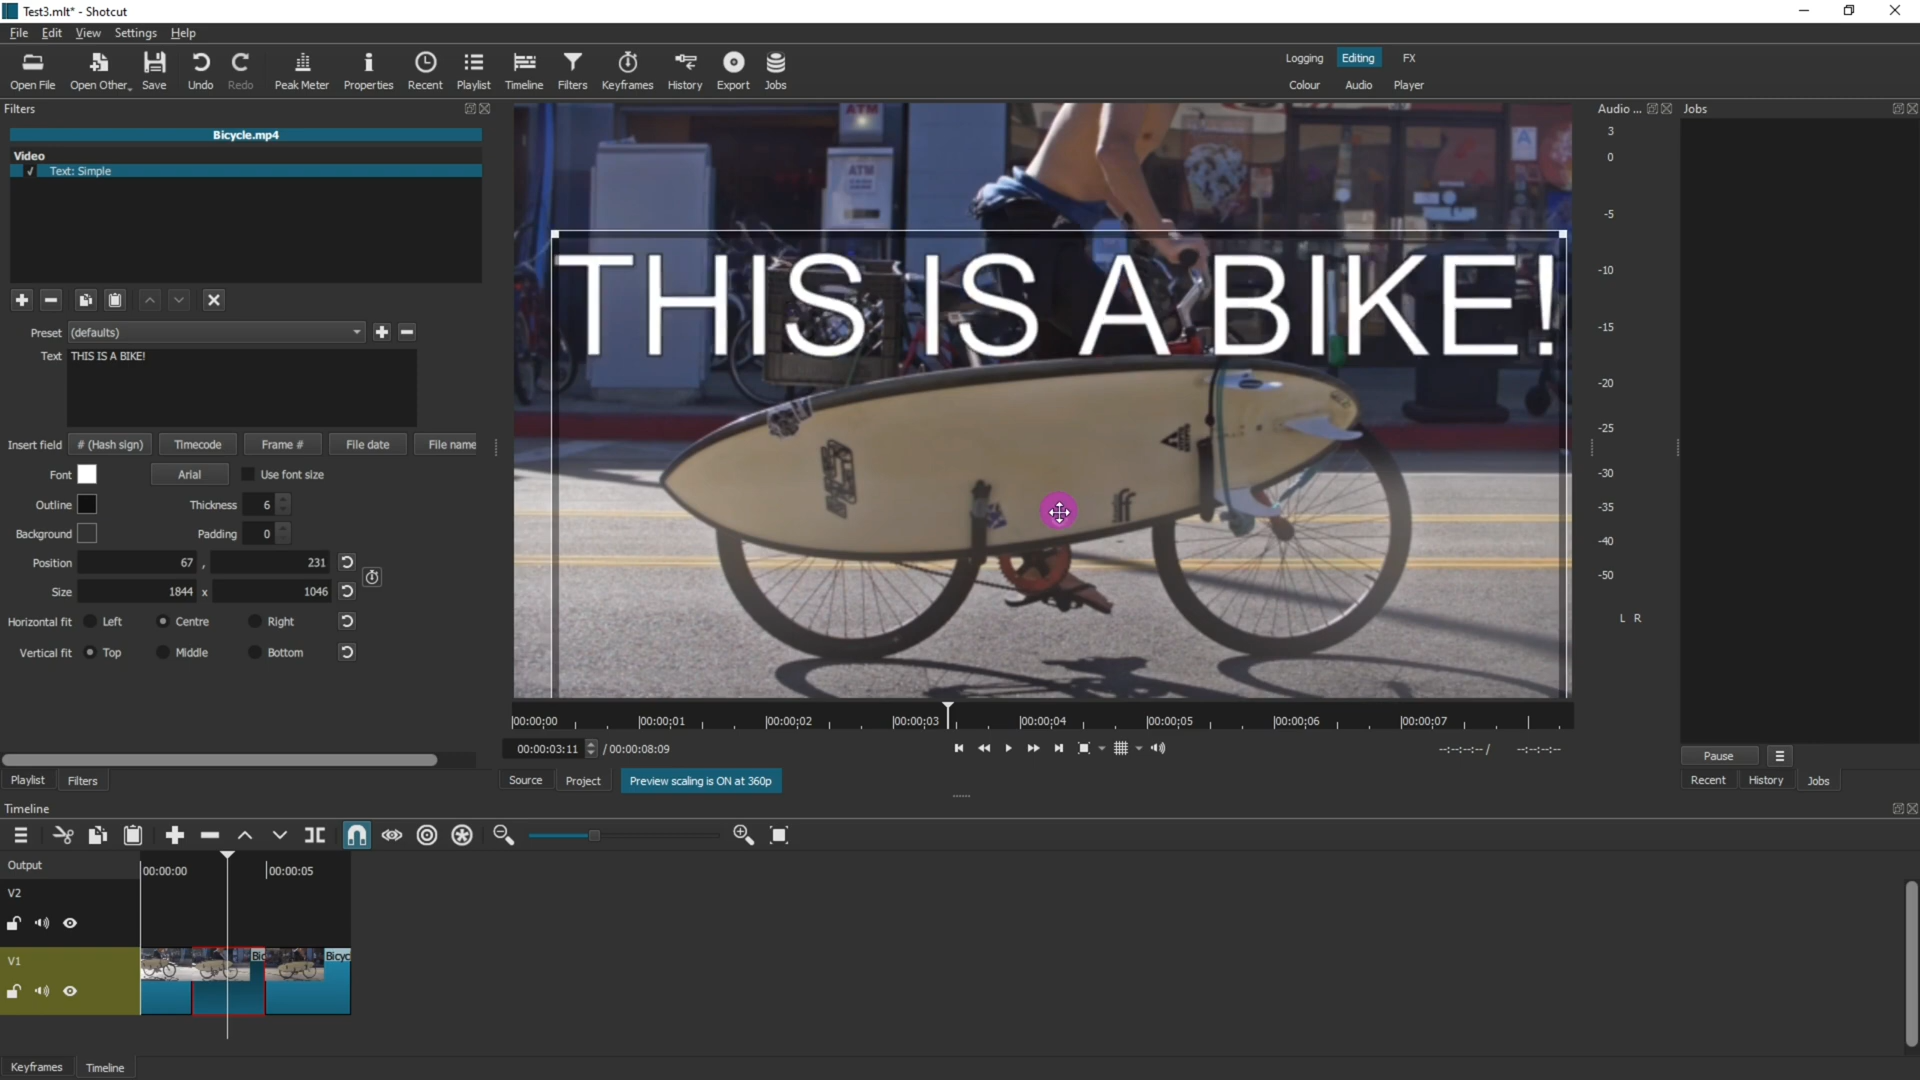 Test3.mlt* - Shotcut
File Edit View Settings Help
Open File Open Other Save Undo Redo Peak Meter Properties Recent Playlist Timeline Filters Keyframes History Export Jobs
Logging Editing FX
Colour Audio Player
Filters
Bicycle.mp4
Video
✓ Text: Simple
Preset (defaults)
Text THIS IS A BIKE!
Insert field # (Hash sign) Timecode Frame # File date File name
Font Arial Use font size
Outline Thickness 6
Background Padding 0
Position 67 , 231
Size 1844 x 1046
Horizontal fit Left Centre Right
Vertical fit Top Middle Bottom
Playlist Filters
ATM
ATM
A
THIS IS A BIKE!
00:00:00 00:00:01 00:00:02 00:00:03 00:00:04 00:00:05 00:00:06 00:00:07
00:00:03:11 / 00:00:08:09 --:--:--:-- / --:--:--:--
Source Project Preview scaling is ON at 360p
Audio ...
3
0
-5
-10
-15
-20
-25
-30
-35
-40
-50
L R
Jobs
Pause
Recent History Jobs
Timeline
Output 00:00:00 00:00:05
V2
V1 Bic Bicyc
Keyframes Timeline